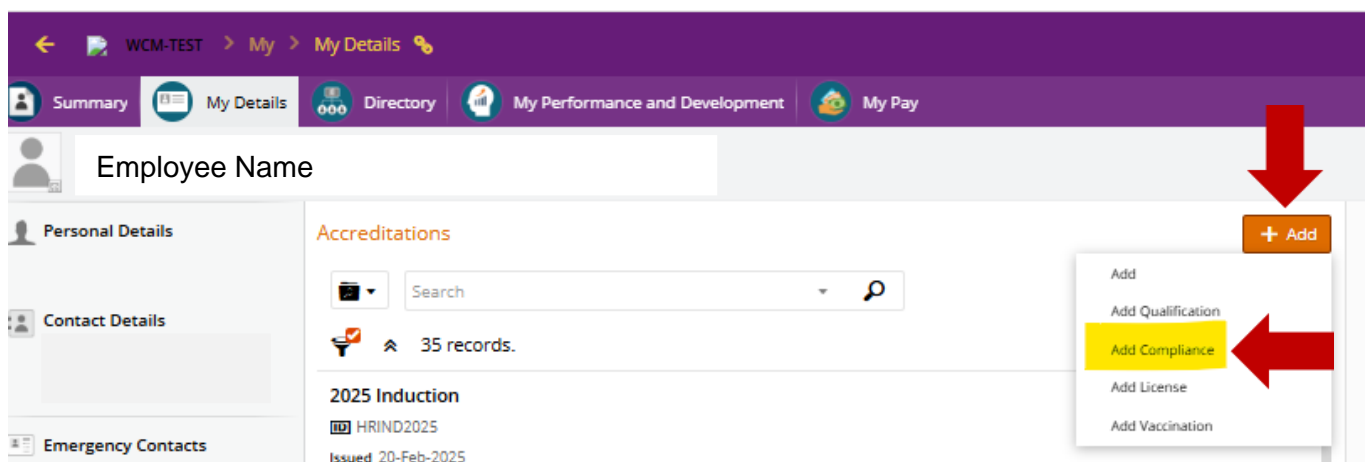 WCM-TEST > My > My Details
Summary My Details Directory My Performance and Development My Pay
Employee Name
Personal Details
Contact Details
Emergency Contacts
Accreditations
+ Add
Search
35 records.
2025 Induction
ID HRIND2025
Issued 20-Feb-2025
Add
Add Qualification
Add Compliance
Add License
Add Vaccination